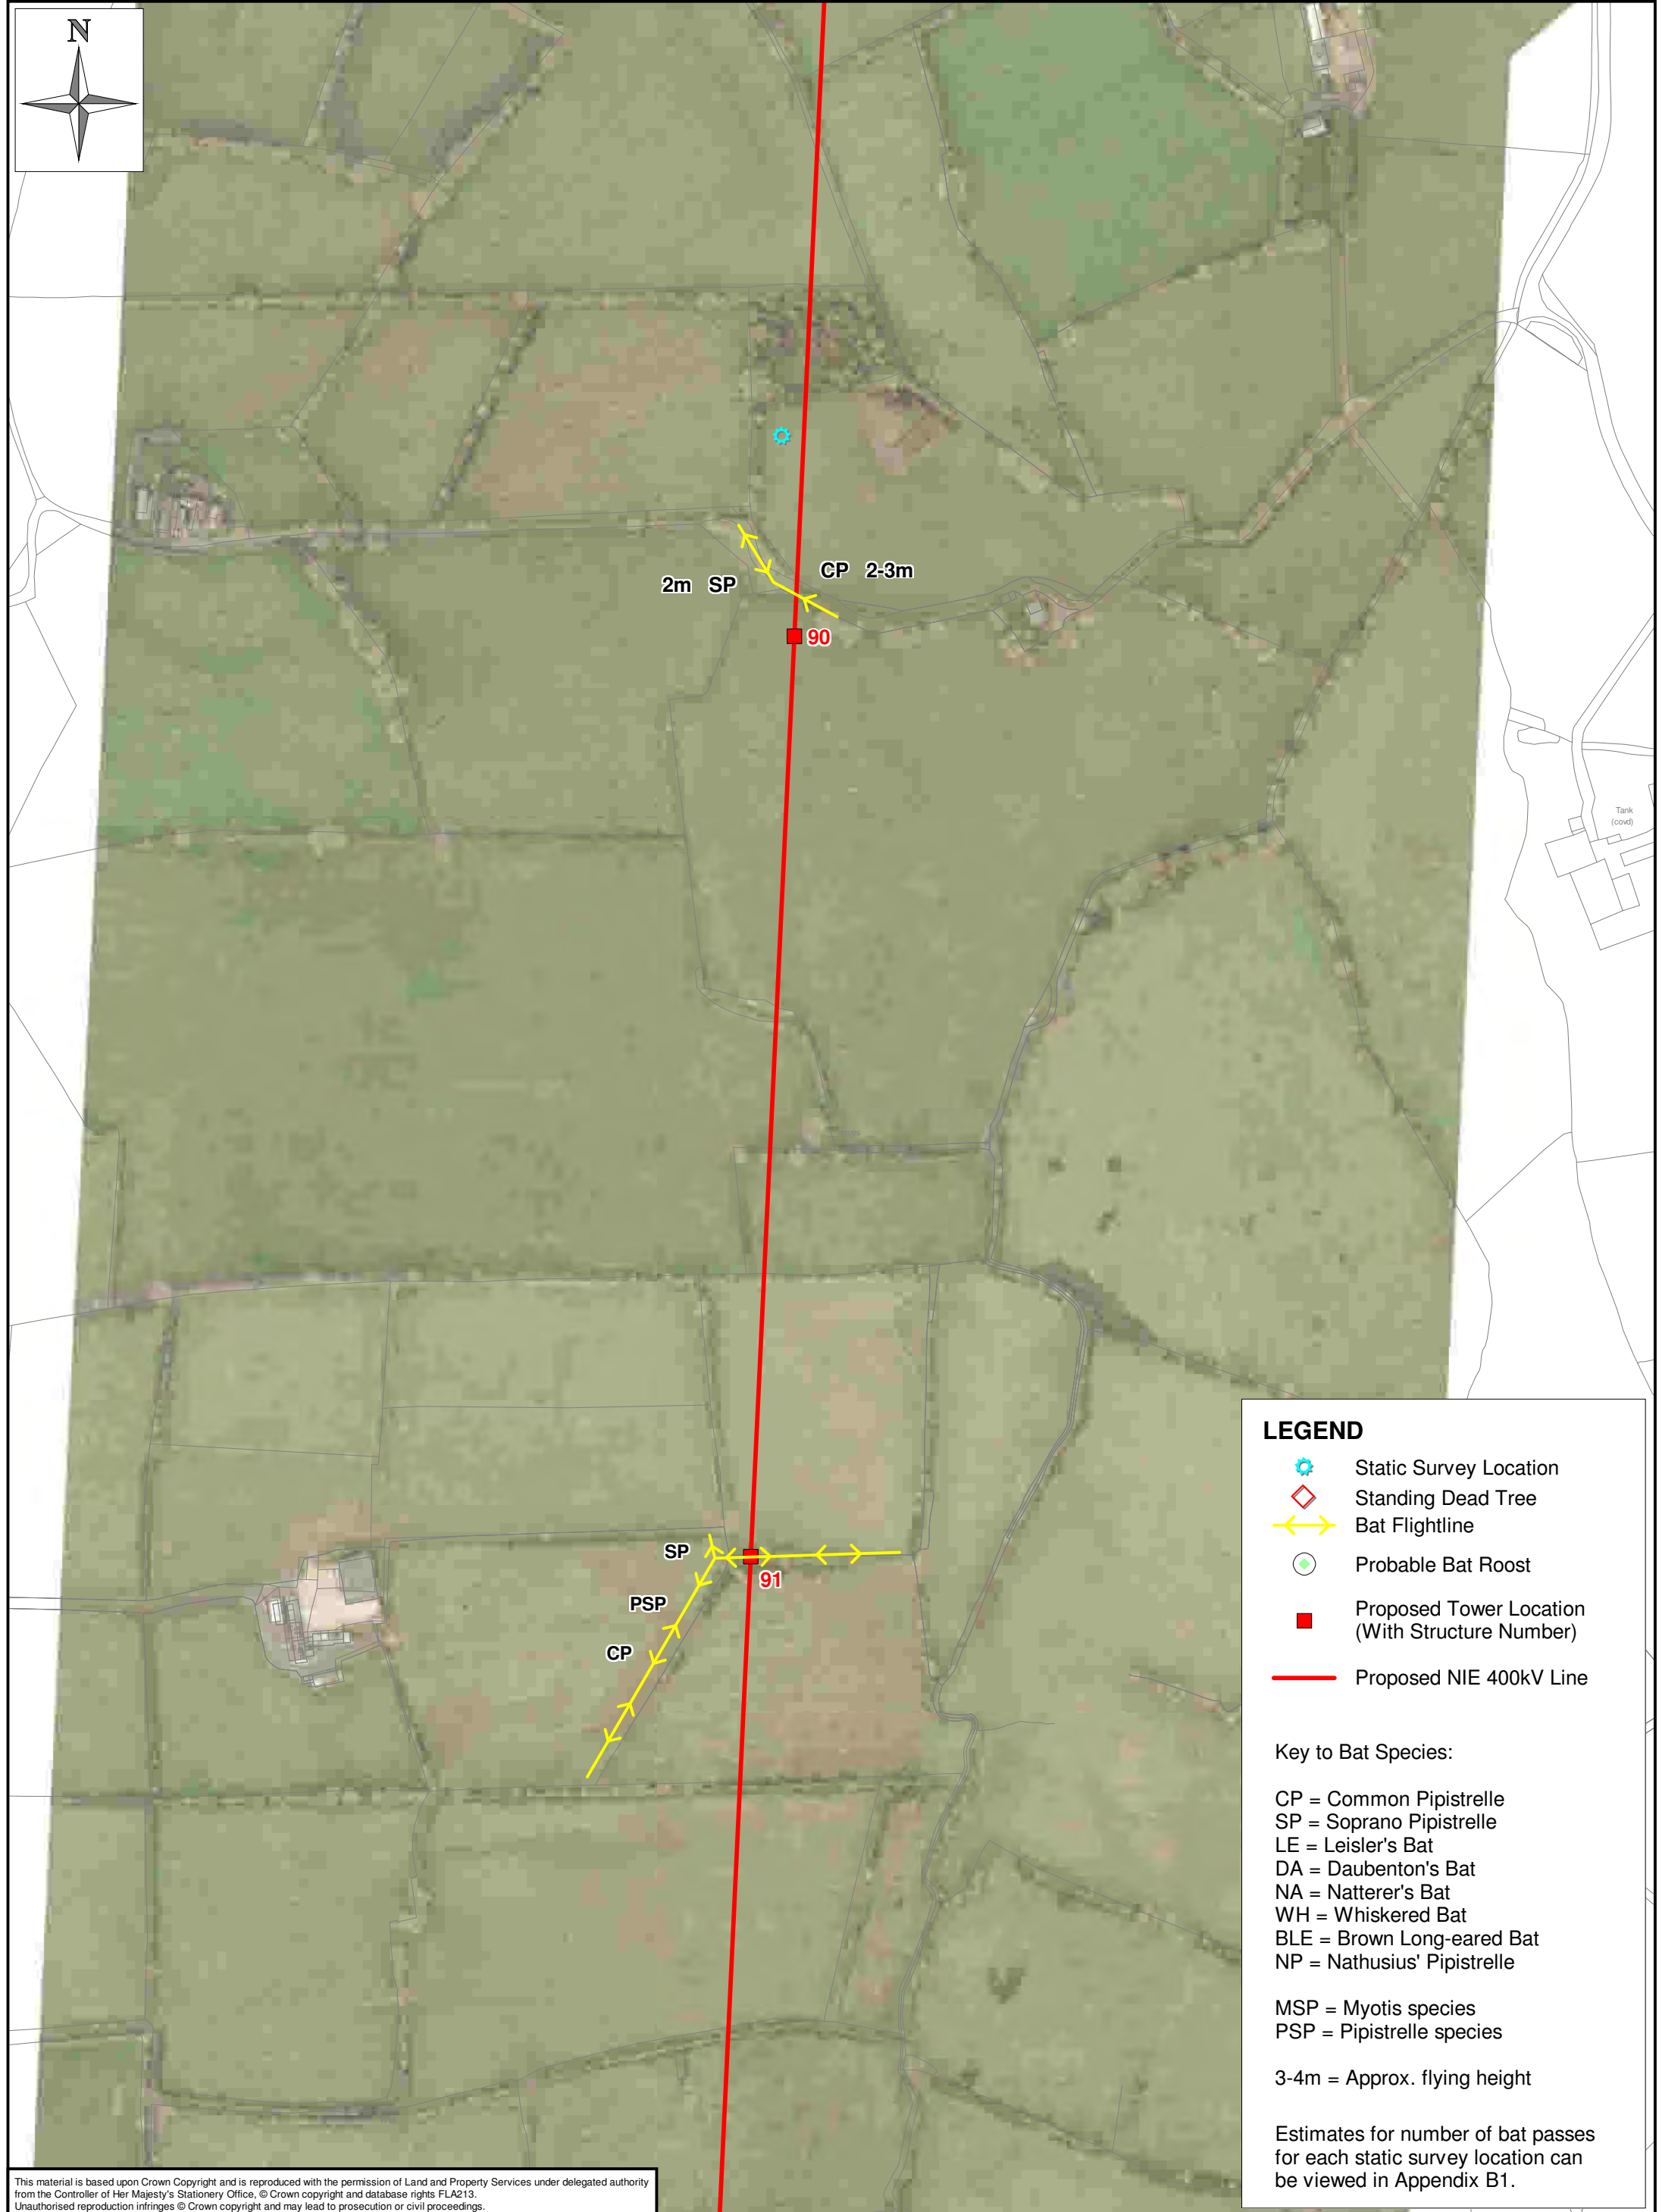 N
Tank
(covd)
CP 2-3m
2m SP
90
SP
91
PSP
CP
LEGEND
Static Survey Location
Standing Dead Tree
Bat Flightline
Probable Bat Roost
Proposed Tower Location
(With Structure Number)
Proposed NIE 400kV Line
Key to Bat Species:
CP = Common Pipistrelle
SP = Soprano Pipistrelle
LE = Leisler's Bat
DA = Daubenton's Bat
NA = Natterer's Bat
WH = Whiskered Bat
BLE = Brown Long-eared Bat
NP = Nathusius' Pipistrelle
MSP = Myotis species
PSP = Pipistrelle species
3-4m = Approx. flying height
Estimates for number of bat passes
for each static survey location can
be viewed in Appendix B1.
This material is based upon Crown Copyright and is reproduced with the permission of Land and Property Services under delegated authority
from the Controller of Her Majesty's Stationery Office, © Crown copyright and database rights FLA213.
Unauthorised reproduction infringes © Crown copyright and may lead to prosecution or civil proceedings.